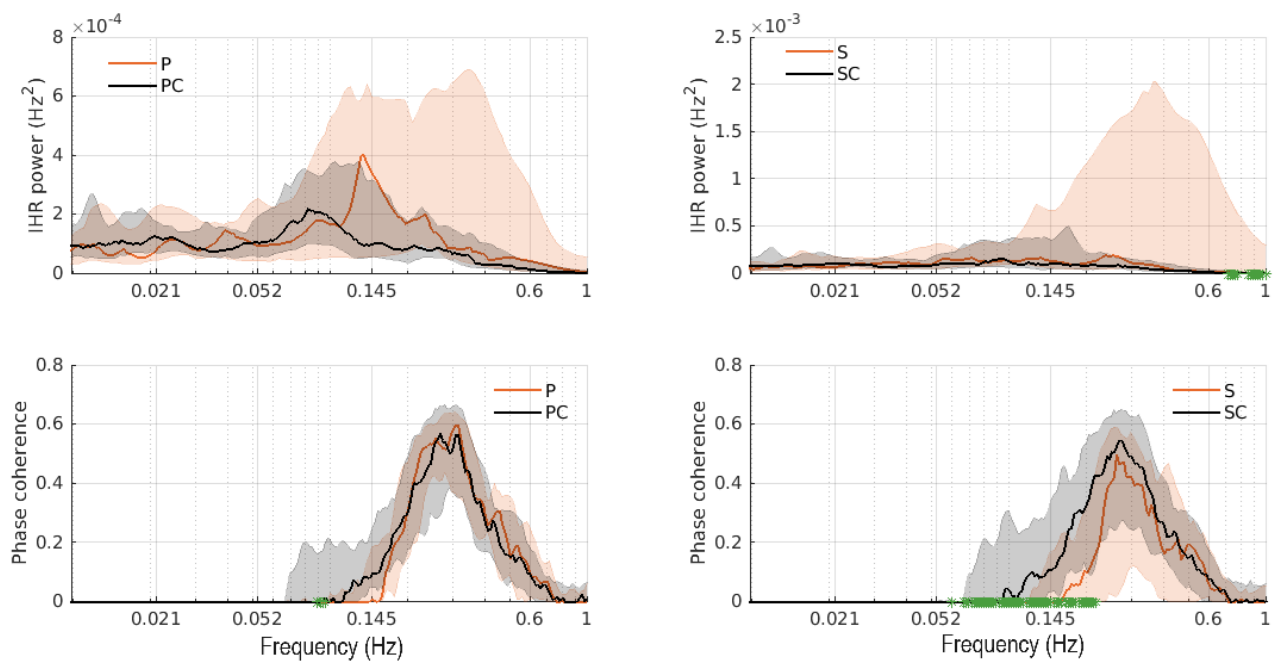 ×10⁻⁴
8
6
4
2
0
IHR power (Hz²)
P
PC
0.021 0.052 0.145 0.6 1
×10⁻³
2.5
2
1.5
1
0.5
0
IHR power (Hz²)
S
SC
0.021 0.052 0.145 0.6 1
0.8
0.6
0.4
0.2
0
Phase coherence
P
PC
0.021 0.052 0.145 0.6 1
Frequency (Hz)
0.8
0.6
0.4
0.2
0
Phase coherence
S
SC
0.021 0.052 0.145 0.6 1
Frequency (Hz)